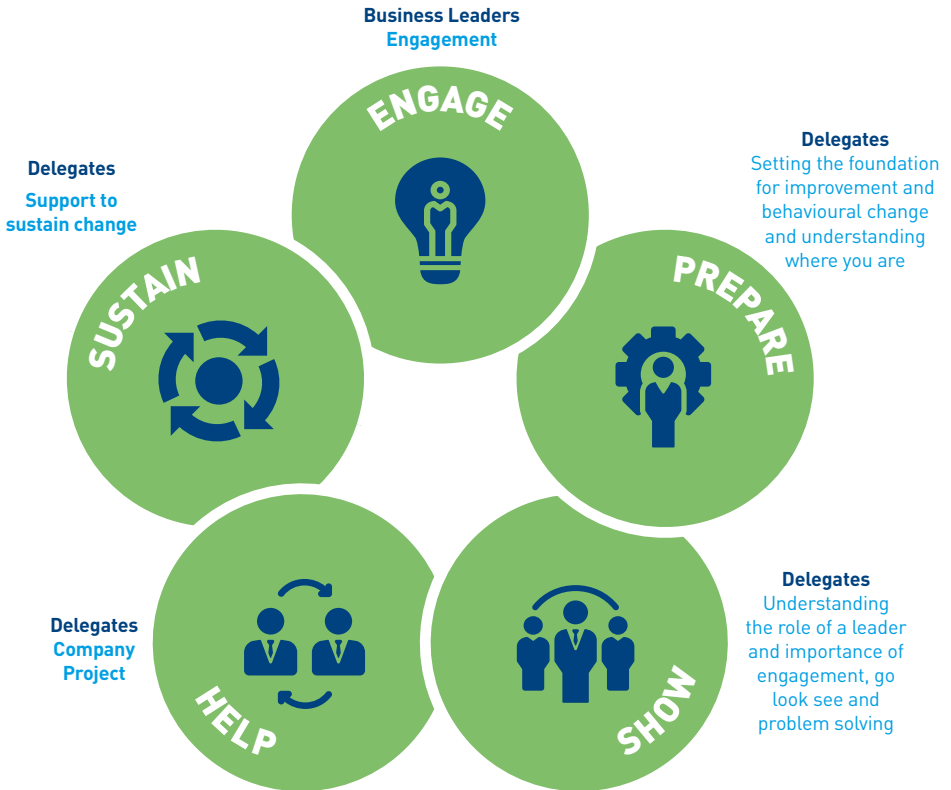 Business Leaders
Engagement
ENGAGE
Delegates
Setting the foundation
for improvement and
behavioural change
and understanding
where you are
PREPARE
Delegates
Understanding
the role of a leader
and importance of
engagement, go
look see and
problem solving
SHOW
Delegates
Company
Project
HELP
Delegates
Support to
sustain change
SUSTAIN